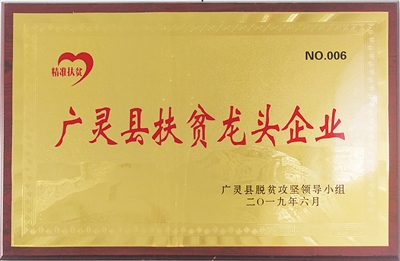 精准扶贫
NO.006
广灵县扶贫龙头企业
广灵县脱贫攻坚领导小组
二〇一九年六月